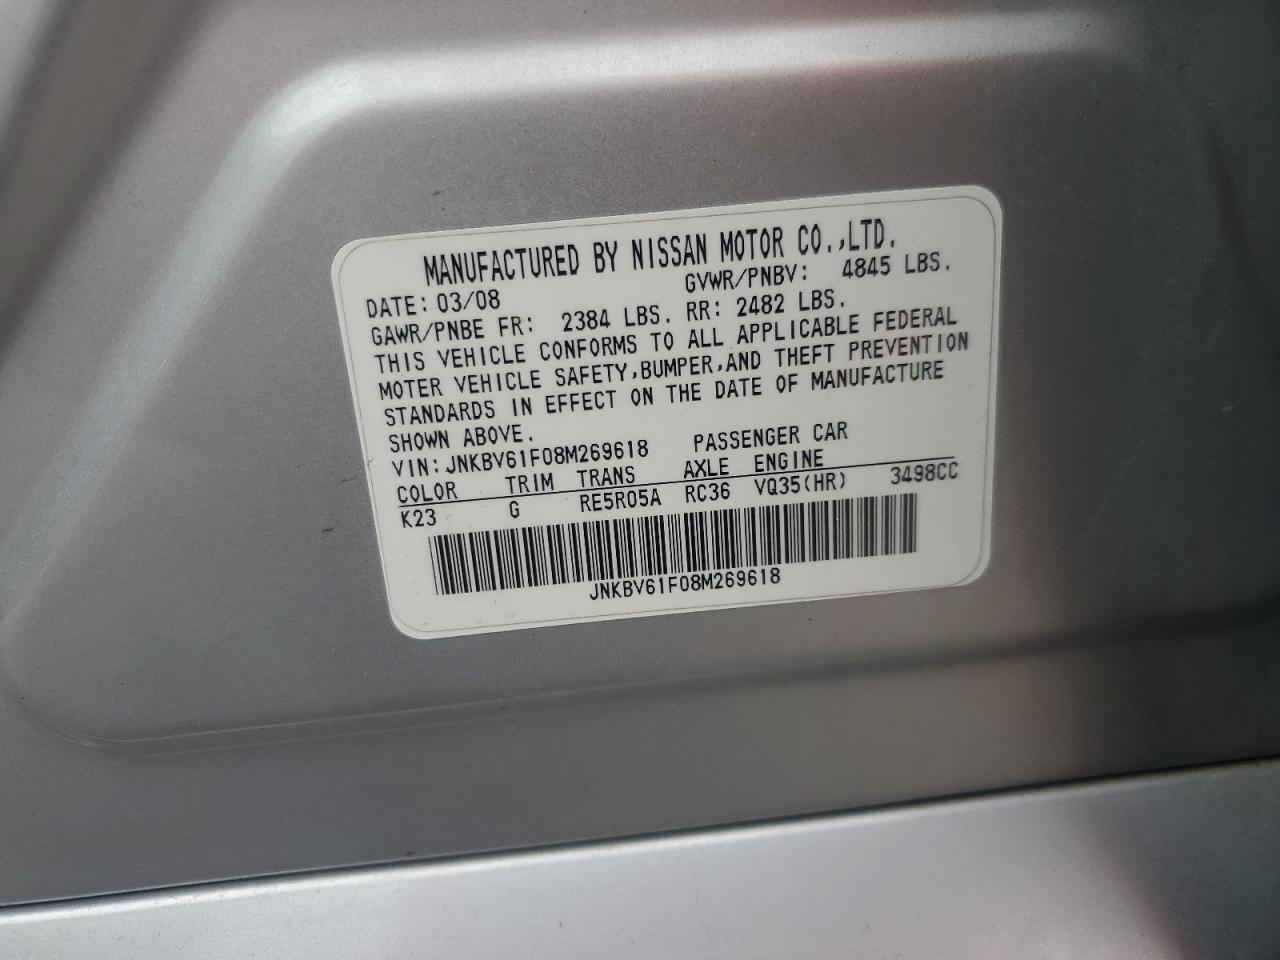 MANUFACTURED BY NISSAN MOTOR CO.,LTD.
DATE: 03/08 GVWR/PNBV: 4845 LBS.
GAWR/PNBE FR: 2384 LBS. RR: 2482 LBS.
THIS VEHICLE CONFORMS TO ALL APPLICABLE FEDERAL
MOTER VEHICLE SAFETY,BUMPER,AND THEFT PREVENTION
STANDARDS IN EFFECT ON THE DATE OF MANUFACTURE
SHOWN ABOVE.
VIN: JNKBV61F08M269618 PASSENGER CAR
COLOR TRIM TRANS AXLE ENGINE
K23 G RE5R05A RC36 VQ35(HR) 3498CC
JNKBV61F08M269618